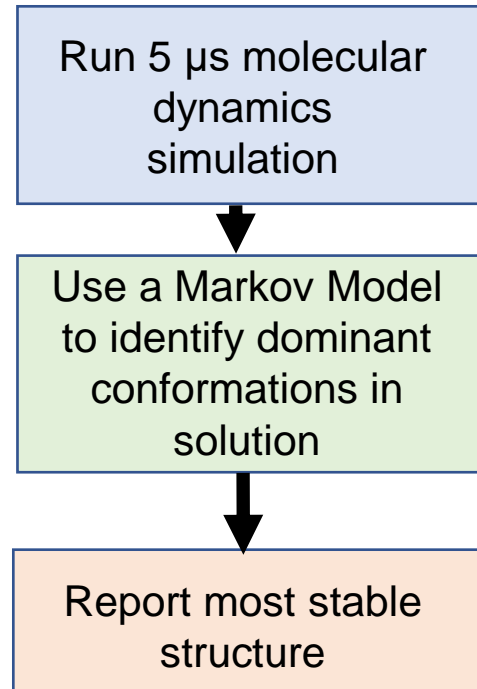 Run 5 μs molecular
dynamics
simulation
Use a Markov Model
to identify dominant
conformations in
solution
Report most stable
structure